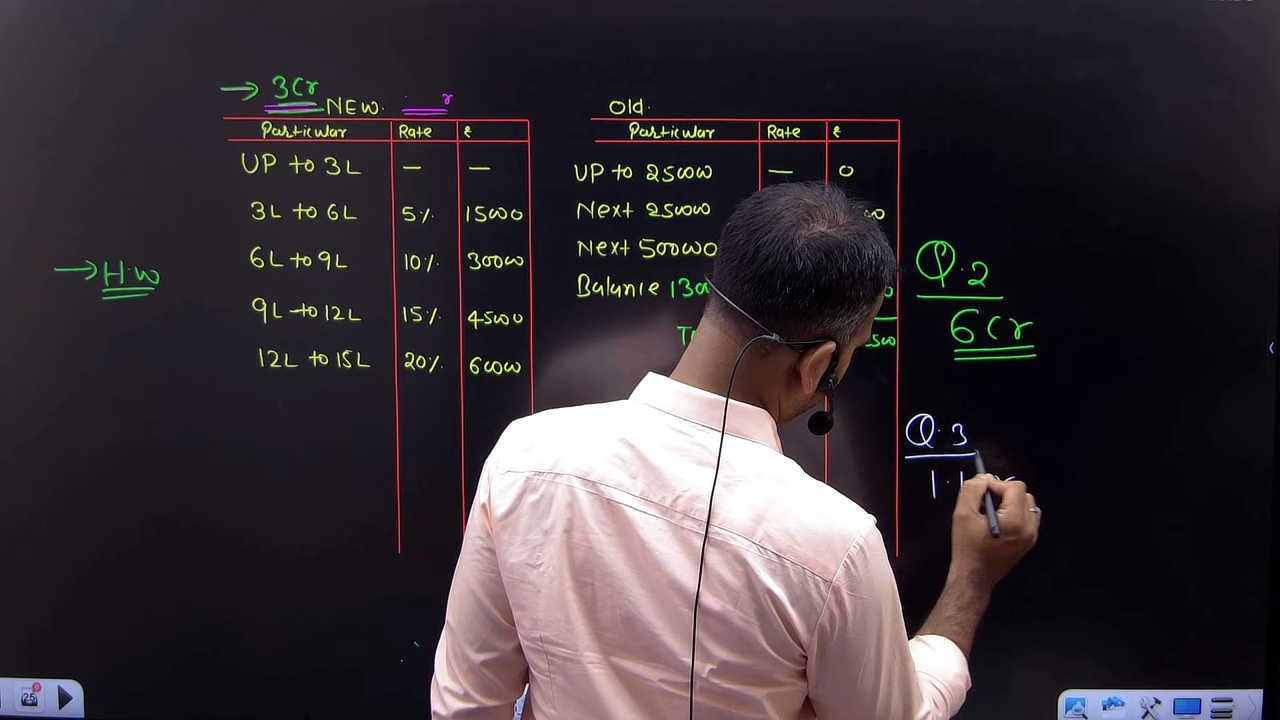 → 3Cr
NEW.
Particular Rate ₹
UP to 3L — —
3L to 6L 5% 15000
6L to 9L 10% 30000
9L to 12L 15% 45000
12L to 15L 20% 60000
Old.
Particular Rate ₹
UP to 250000 — 0
Next 250000
Next 500000
Balance
→ H.W
Q.2
6Cr
Q.3
25